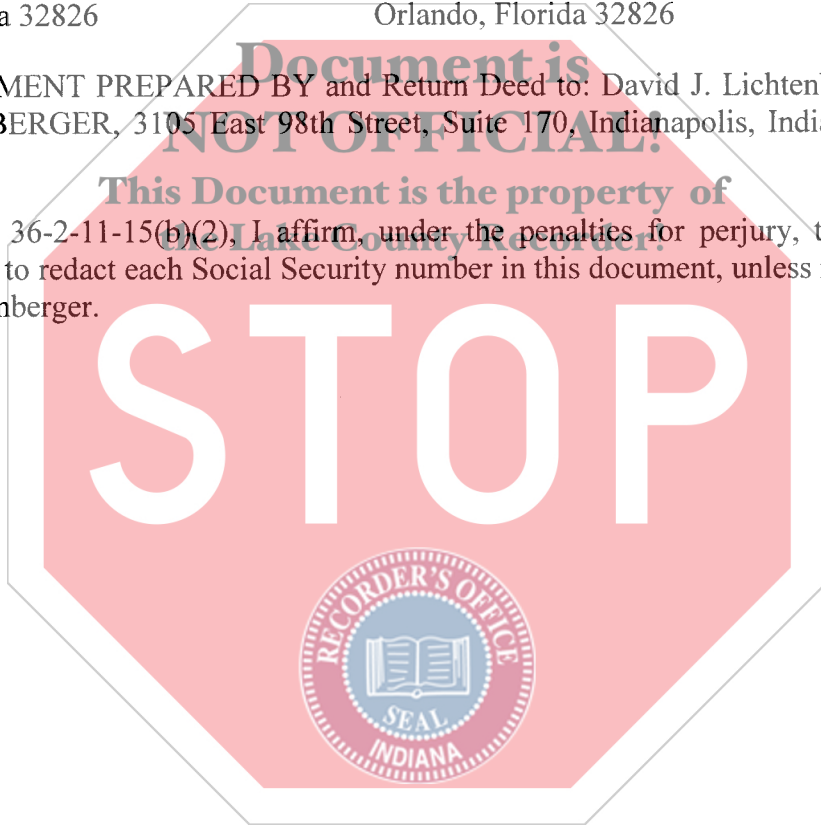 a 32826 Orlando, Florida 32826
Document is
MENT PREPARED BY and Return Deed to: David J. Lichten
BERGER, 3105 East 98th Street, Suite 170, Indianapolis, India
NOT OFFICIAL!
This Document is the property of
36-2-11-15(b)(2), I affirm, under the penalties for perjury, t
the Lake County Recorder!
to redact each Social Security number in this document, unless
nberger.
STOP
RECORDER'S OFFICE
SEAL
INDIANA